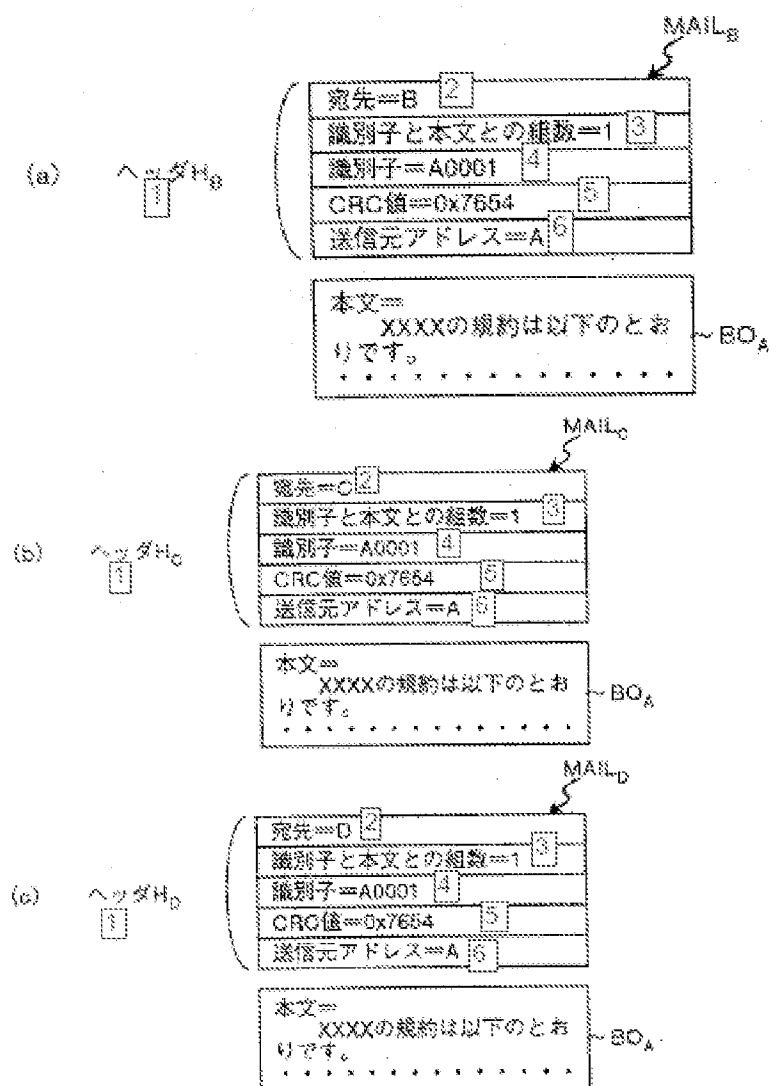 MAIL_B
宛先=B 2
識別子と本文との組数=1 3
(a) ヘッダH_B
1
識別子=A0001 4
CRC値=0x7654 5
送信元アドレス=A 6
本文=
XXXXの規約は以下のとお
りです。
・・・・・・・・・・・・・・
~BO_A
MAIL_C
宛先=C 2
識別子と本文との組数=1 3
(b) ヘッダH_C
1
識別子=A0001 4
CRC値=0x7654 5
送信元アドレス=A 6
本文=
XXXXの規約は以下のとお
りです。
・・・・・・・・・・・・・・
~BO_A
MAIL_D
宛先=D 2
識別子と本文との組数=1 3
(c) ヘッダH_D
1
識別子=A0001 4
CRC値=0x7654 5
送信元アドレス=A 6
本文=
XXXXの規約は以下のとお
りです。
・・・・・・・・・・・・・・
~BO_A